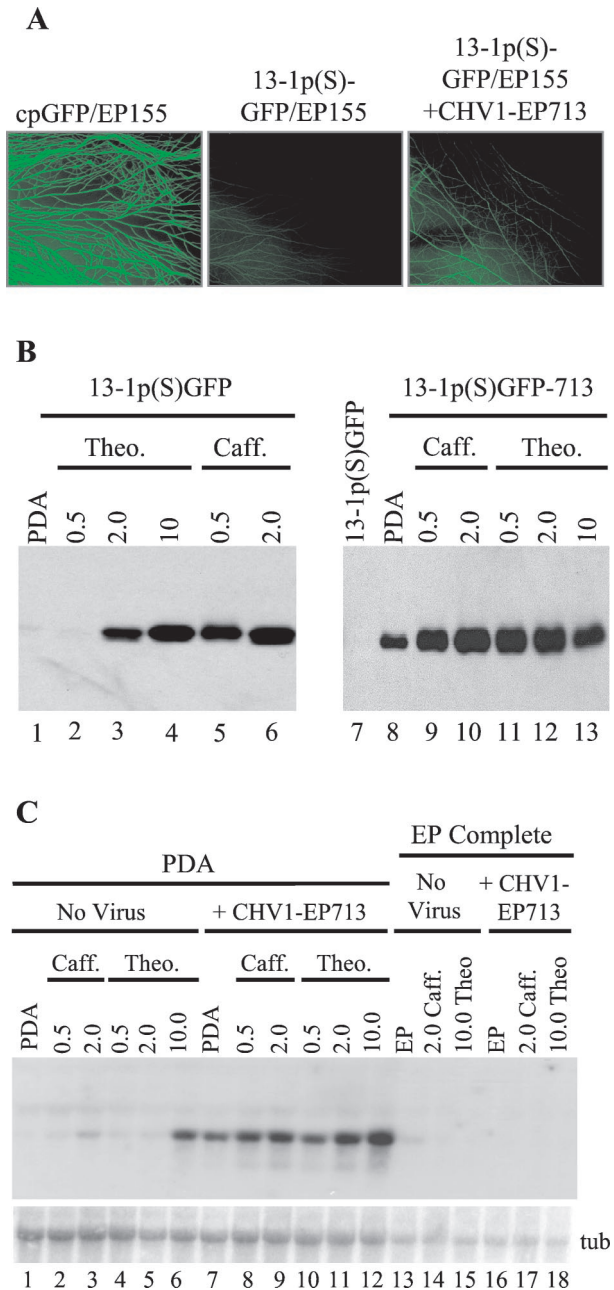 A
cpGFP/EP155
13-1p(S)-
GFP/EP155
13-1p(S)-
GFP/EP155
+CHV1-EP713
B
13-1p(S)GFP
Theo.
Caff.
PDA
0.5
2.0
10
0.5
2.0
13-1p(S)GFP
13-1p(S)GFP-713
Caff.
Theo.
PDA
0.5
2.0
0.5
2.0
10
1 2 3 4 5 6
7 8 9 10 11 12 13
C
EP Complete
PDA
No
Virus
+ CHV1-
EP713
No Virus
+ CHV1-EP713
Caff.
Theo.
Caff.
Theo.
PDA
0.5
2.0
0.5
2.0
10.0
PDA
0.5
2.0
0.5
2.0
10.0
EP
2.0 Caff.
10.0 Theo
EP
2.0 Caff.
10.0 Theo
tub
1 2 3 4 5 6 7 8 9 10 11 12 13 14 15 16 17 18